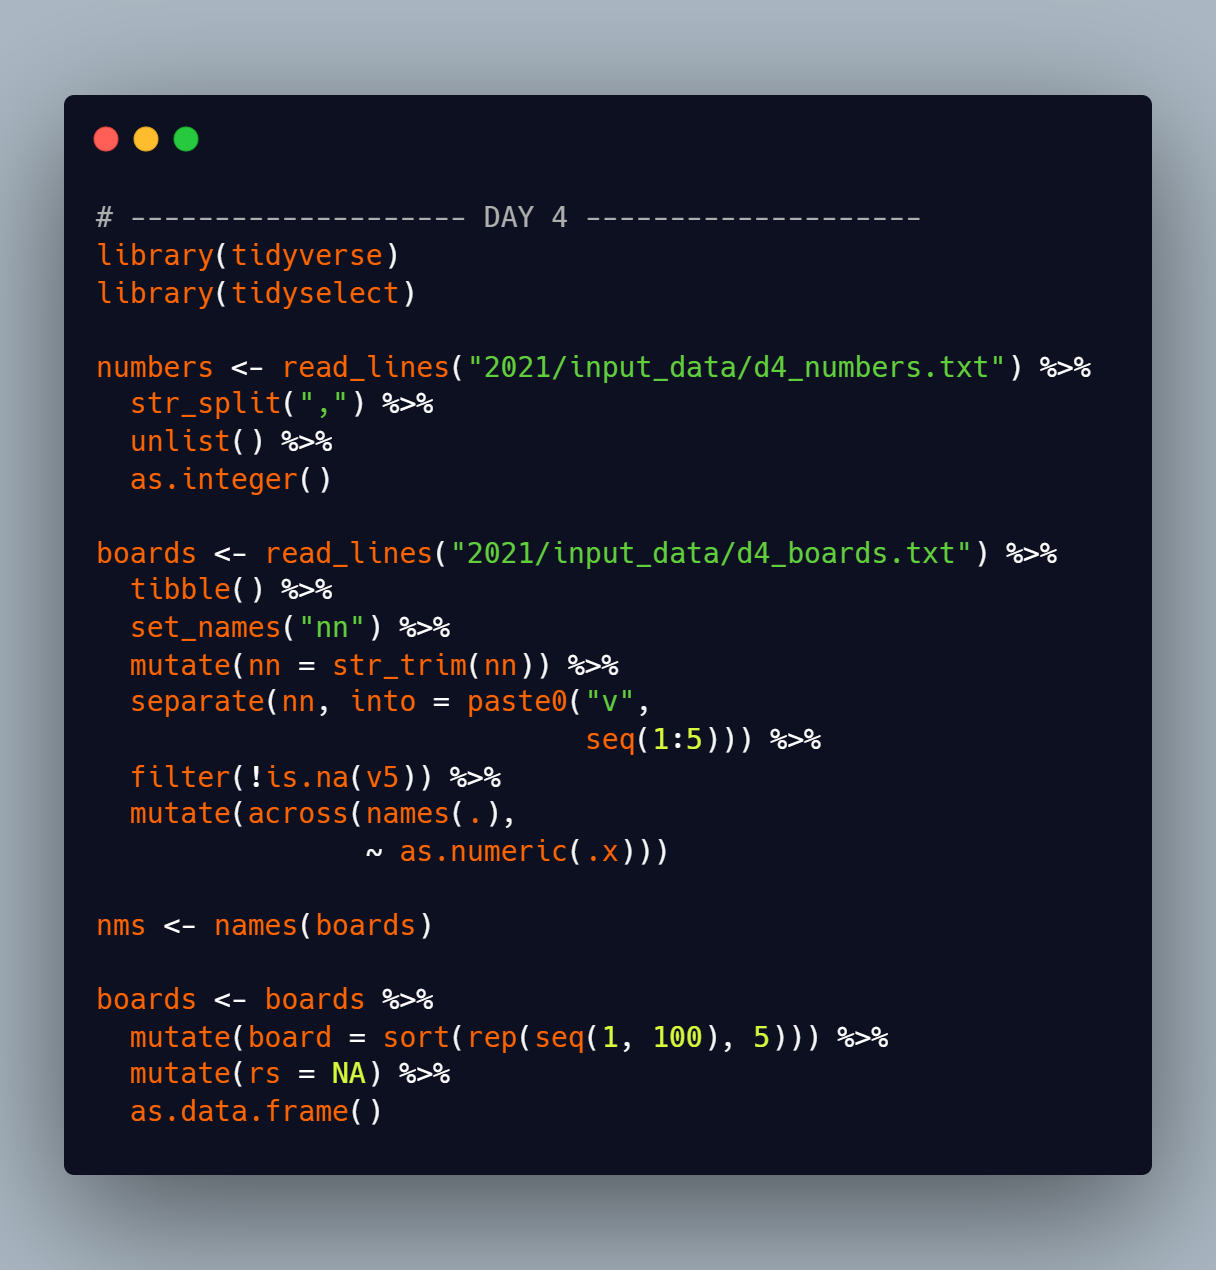 # -------------------- DAY 4 --------------------
library(tidyverse)
library(tidyselect)

numbers <- read_lines("2021/input_data/d4_numbers.txt") %>%
  str_split(",") %>%
  unlist() %>%
  as.integer()

boards <- read_lines("2021/input_data/d4_boards.txt") %>%
  tibble() %>%
  set_names("nn") %>%
  mutate(nn = str_trim(nn)) %>%
  separate(nn, into = paste0("v",
                             seq(1:5))) %>%
  filter(!is.na(v5)) %>%
  mutate(across(names(.),
                ~ as.numeric(.x)))

nms <- names(boards)

boards <- boards %>%
  mutate(board = sort(rep(seq(1, 100), 5))) %>%
  mutate(rs = NA) %>%
  as.data.frame()